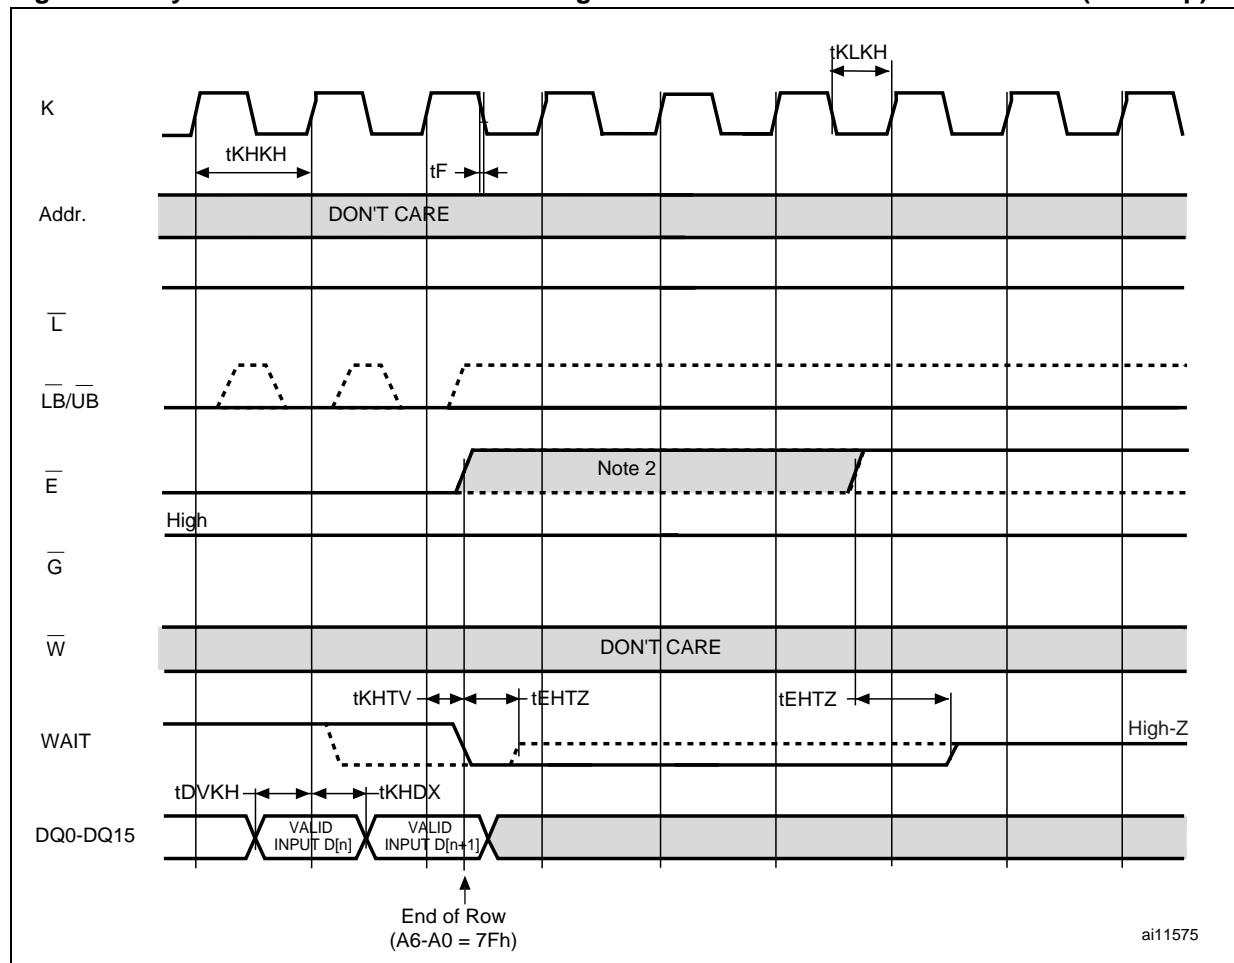 tKLKH
K
tKHKH
tF
Addr.
DON'T CARE
L
LB/UB
Note 2
E
High
G
W
DON'T CARE
tKHTV
tEHTZ
tEHTZ
WAIT
High-Z
tDVKH
tKHDX
DQ0-DQ15
VALID
INPUT D[n]
VALID
INPUT D[n+1]
End of Row
(A6-A0 = 7Fh)
ai11575